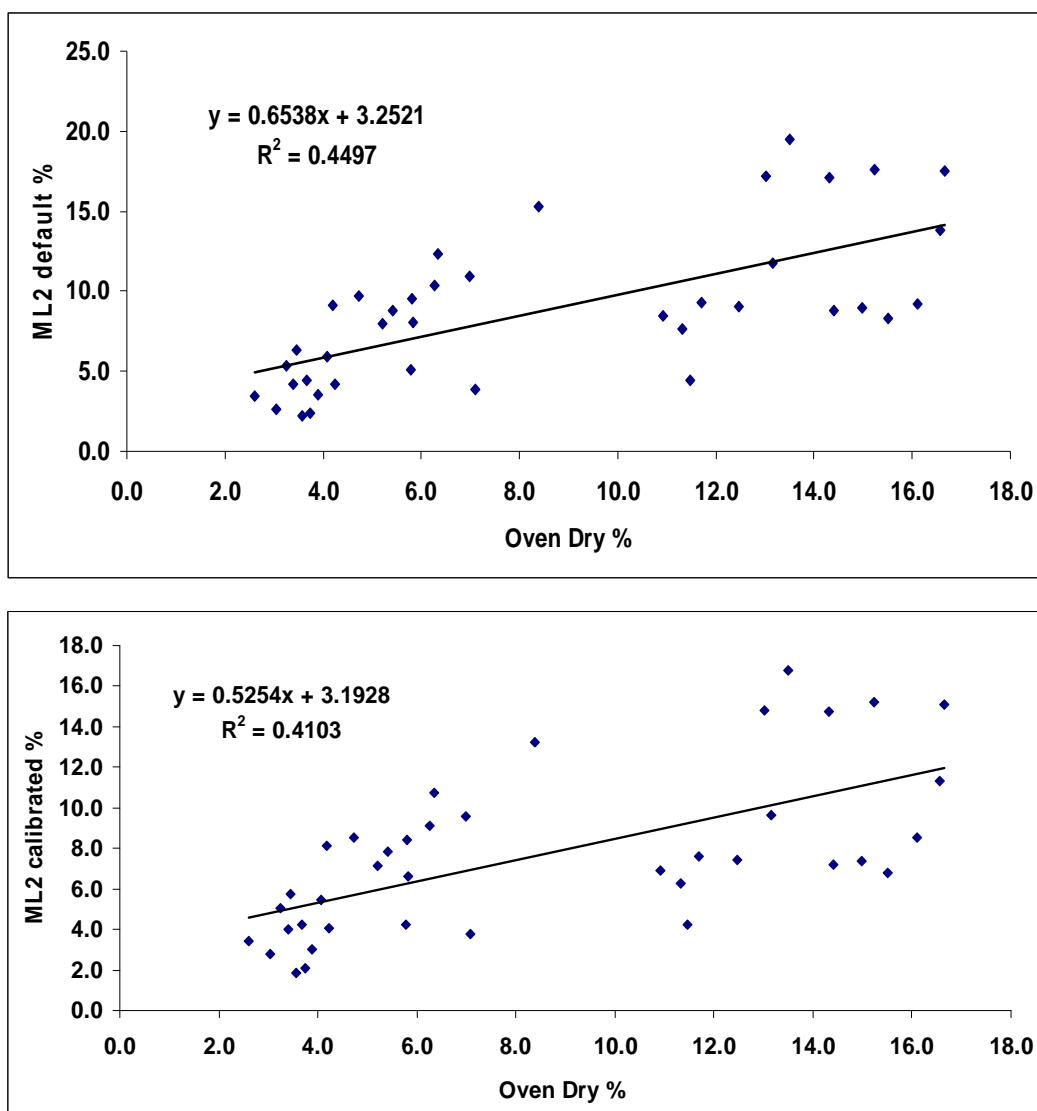 25.0
y = 0.6538x + 3.2521
R² = 0.4497
20.0
15.0
10.0
5.0
0.0
ML2 default %
0.0 2.0 4.0 6.0 8.0 10.0 12.0 14.0 16.0 18.0
Oven Dry %
18.0
16.0
y = 0.5254x + 3.1928
R² = 0.4103
14.0
12.0
10.0
8.0
6.0
4.0
2.0
0.0
ML2 calibrated %
0.0 2.0 4.0 6.0 8.0 10.0 12.0 14.0 16.0 18.0
Oven Dry %